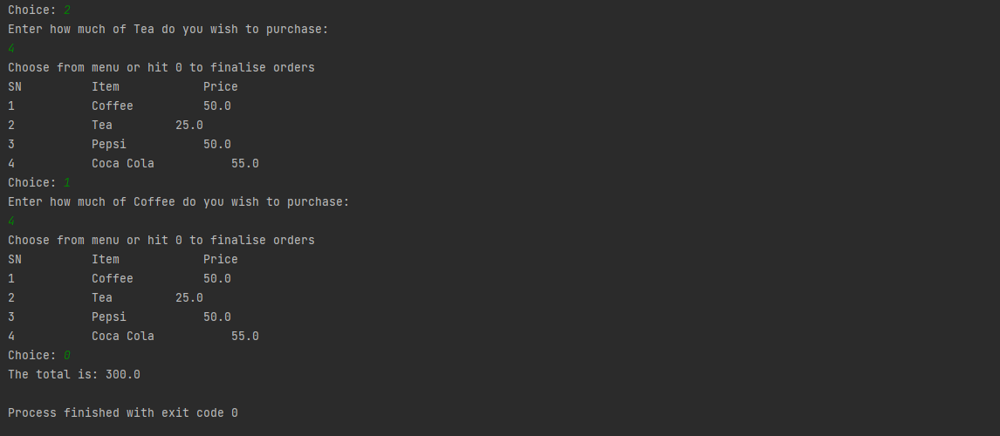 Choice: 2
Enter how much of Tea do you wish to purchase:
4
Choose from menu or hit 0 to finalise orders
SN          Item            Price
1           Coffee          50.0
2           Tea         25.0
3           Pepsi           50.0
4           Coca Cola           55.0
Choice: 1
Enter how much of Coffee do you wish to purchase:
4
Choose from menu or hit 0 to finalise orders
SN          Item            Price
1           Coffee          50.0
2           Tea         25.0
3           Pepsi           50.0
4           Coca Cola           55.0
Choice: 0
The total is: 300.0
Process finished with exit code 0